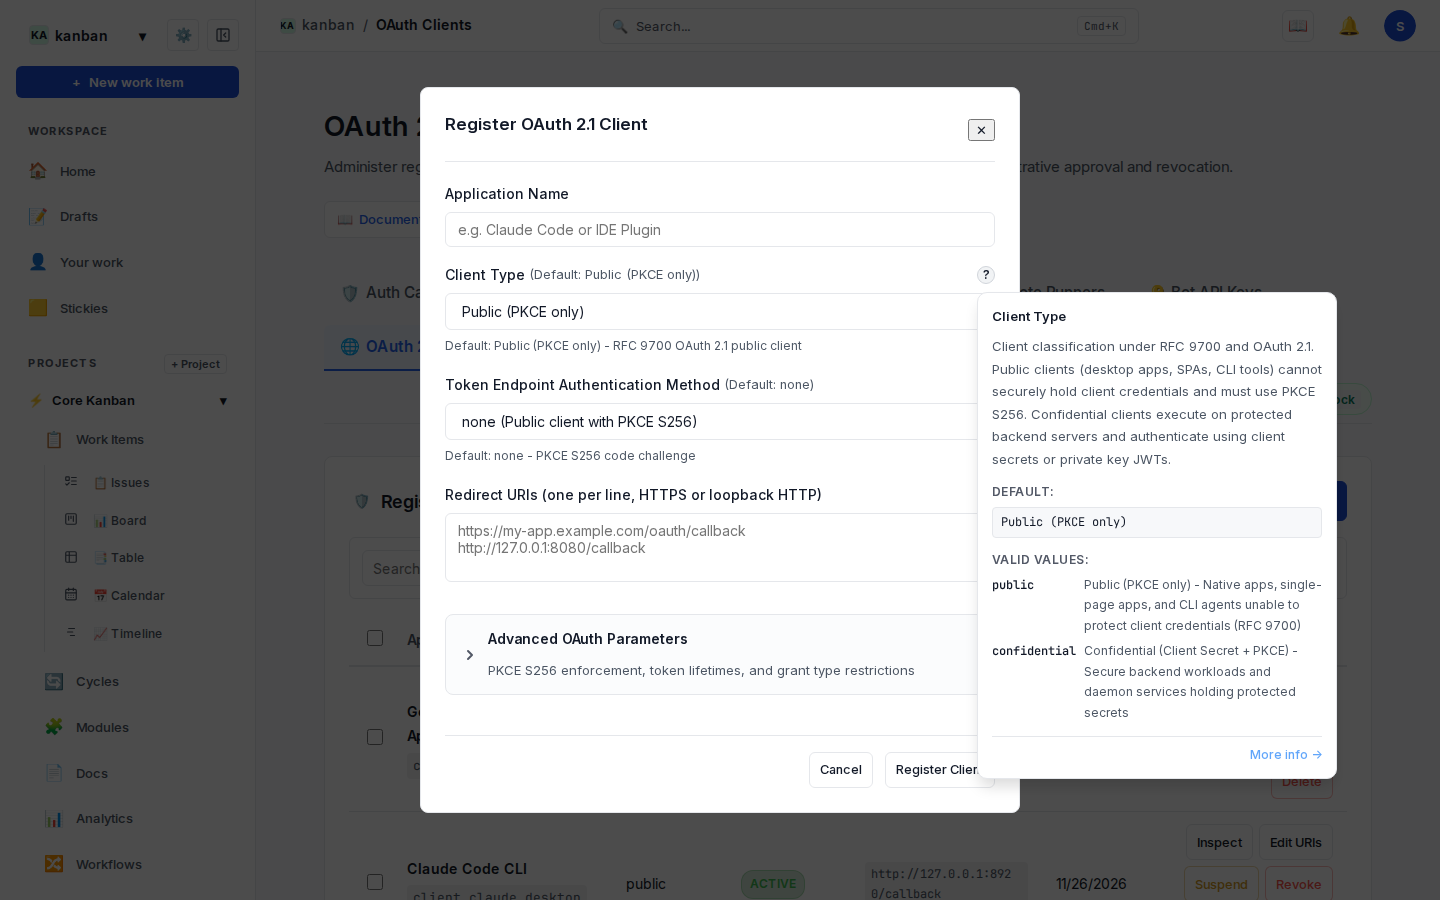 KA kanban
+ New work item
WORKSPACE
Home
Drafts
Your work
Stickies
PROJECTS
+ Project
Core Kanban
Work Items
Issues
Board
Table
Calendar
Timeline
Cycles
Modules
Docs
Analytics
Workflows
KA kanban / OAuth Clients
Search...
Cmd+K
S
OAuth
Administer
trative approval and revocation.
Auth
Bot API Keys
OAuth
Search
Register OAuth 2.1 Client
×
Application Name
e.g. Claude Code or IDE Plugin
Client Type (Default: Public (PKCE only))
?
Public (PKCE only)
Default: Public (PKCE only) - RFC 9700 OAuth 2.1 public client
Token Endpoint Authentication Method (Default: none)
none (Public client with PKCE S256)
Default: none - PKCE S256 code challenge
Redirect URIs (one per line, HTTPS or loopback HTTP)
https://my-app.example.com/oauth/callback
http://127.0.0.1:8080/callback
Advanced OAuth Parameters
PKCE S256 enforcement, token lifetimes, and grant type restrictions
Cancel
Register Client
Client Type
Client classification under RFC 9700 and OAuth 2.1.
Public clients (desktop apps, SPAs, CLI tools) cannot
securely hold client credentials and must use PKCE
S256. Confidential clients execute on protected
backend servers and authenticate using client
secrets or private key JWTs.
DEFAULT:
Public (PKCE only)
VALID VALUES:
public
Public (PKCE only) - Native apps, single-
page apps, and CLI agents unable to
protect client credentials (RFC 9700)
confidential
Confidential (Client Secret + PKCE) -
Secure backend workloads and
daemon services holding protected
secrets
More info →
Delete
Claude Code CLI
client_claude_desktop
public
ACTIVE
http://127.0.0.1:892
0/callback
11/26/2026
Inspect
Edit URIs
Suspend
Revoke